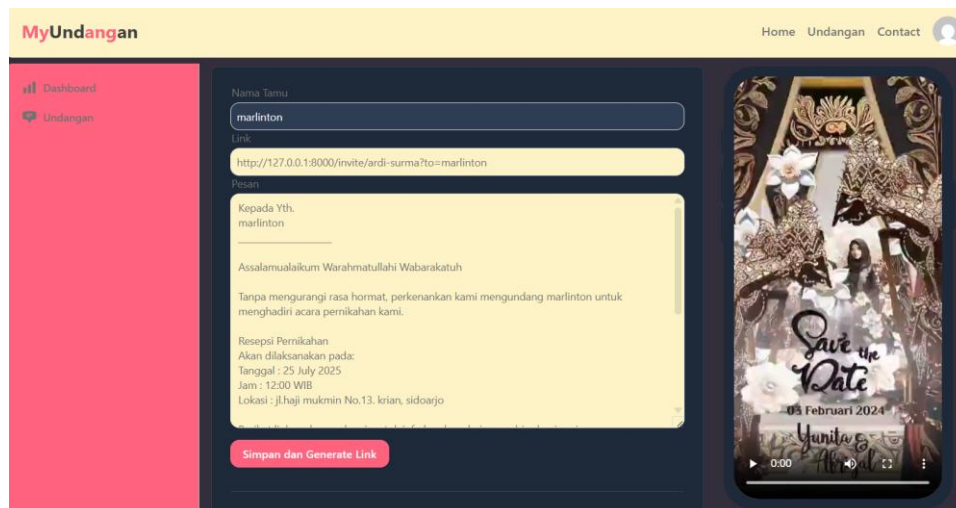 MyUndangan
Home Undangan Contact
Dashboard
Undangan
Nama Tamu
marlinton
Link
http://127.0.0.1:8000/invite/ardi-surma?to=marlinton
Pesan
Kepada Yth.
marlinton
Assalamualaikum Warahmatullahi Wabarakatuh
Tanpa mengurangi rasa hormat, perkenankan kami mengundang marlinton untuk
menghadiri acara pernikahan kami.
Resepsi Pernikahan
Akan dilaksanakan pada:
Tanggal : 25 July 2025
Jam : 12:00 WIB
Lokasi : jl.haji mukmin No.13. krian, sidoarjo
Simpan dan Generate Link
Save the
Date
03 Februari 2024
Yunita &
0:00